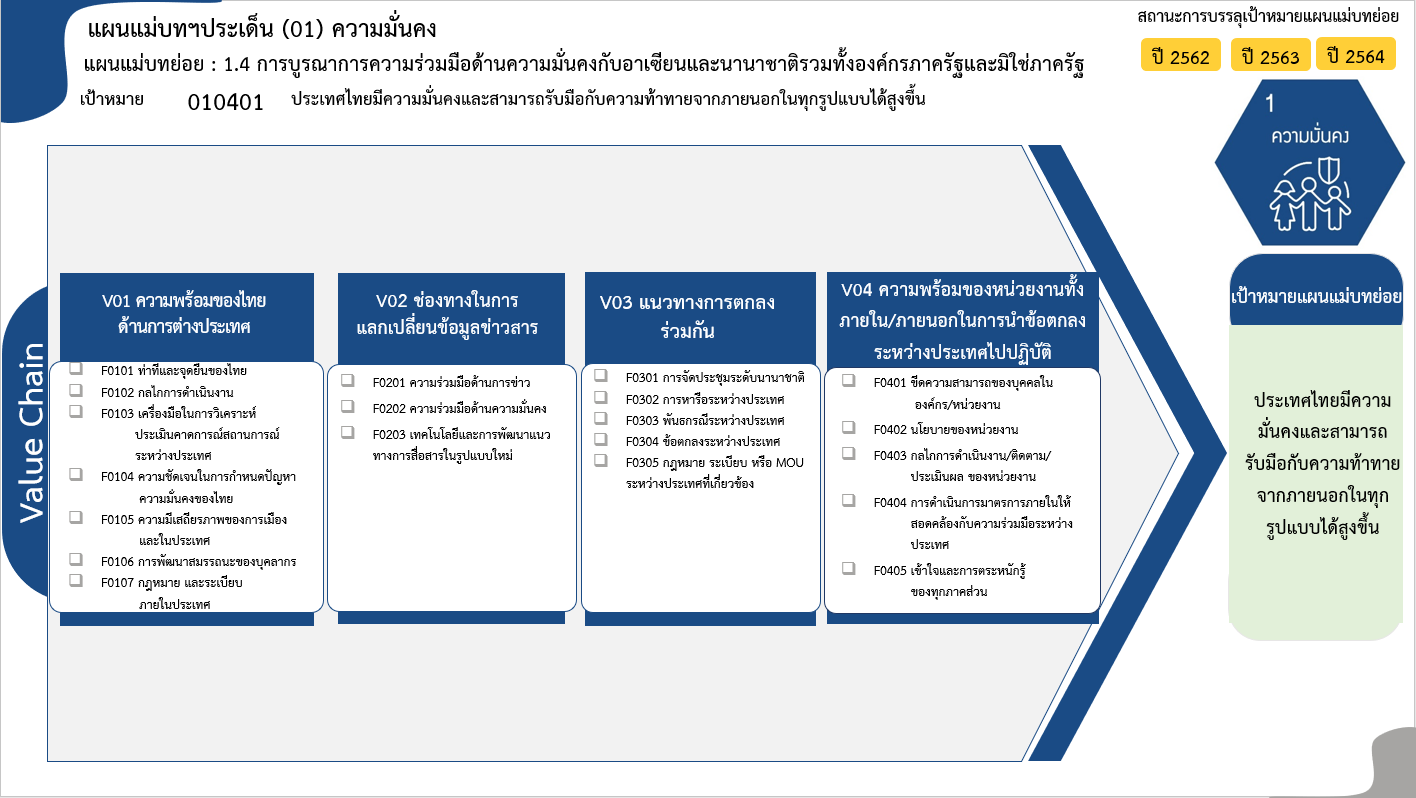 แผนแม่บทฯประเด็น (01) ความมั่นคง
แผนแม่บทย่อย : 1.4 การบูรณาการความร่วมมือด้านความมั่นคงกับอาเซียนและนานาชาติรวมทั้งองค์กรภาครัฐและมิใช่ภาครัฐ
เป้าหมาย 010401 ประเทศไทยมีความมั่นคงและสามารถรับมือกับความท้าทายจากภายนอกในทุกรูปแบบได้สูงขึ้น
สถานะการบรรลุเป้าหมายแผนแม่บทย่อย
ปี 2562 ปี 2563 ปี 2564
1
ความมั่นคง
Value Chain
V01 ความพร้อมของไทย
ด้านการต่างประเทศ
F0101 ท่าทีและจุดยืนของไทย
F0102 กลไกการดำเนินงาน
F0103 เครื่องมือในการวิเคราะห์
ประเมินคาดการณ์สถานการณ์
ระหว่างประเทศ
F0104 ความชัดเจนในการกำหนดปัญหา
ความมั่นคงของไทย
F0105 ความมีเสถียรภาพของการเมือง
และในประเทศ
F0106 การพัฒนาสมรรถนะของบุคลากร
F0107 กฎหมาย และระเบียบ
ภายในประเทศ
V02 ช่องทางในการ
แลกเปลี่ยนข้อมูลข่าวสาร
F0201 ความร่วมมือด้านการข่าว
F0202 ความร่วมมือด้านความมั่นคง
F0203 เทคโนโลยีและการพัฒนาแนว
ทางการสื่อสารในรูปแบบใหม่
V03 แนวทางการตกลง
ร่วมกัน
F0301 การจัดประชุมระดับนานาชาติ
F0302 การหารือระหว่างประเทศ
F0303 พันธกรณีระหว่างประเทศ
F0304 ข้อตกลงระหว่างประเทศ
F0305 กฎหมาย ระเบียบ หรือ MOU
ระหว่างประเทศที่เกี่ยวข้อง
V04 ความพร้อมของหน่วยงานทั้ง
ภายใน/ภายนอกในการนำข้อตกลง
ระหว่างประเทศไปปฏิบัติ
F0401 ขีดความสามารถของบุคคลใน
องค์กร/หน่วยงาน
F0402 นโยบายของหน่วยงาน
F0403 กลไกการดำเนินงาน/ติดตาม/
ประเมินผล ของหน่วยงาน
F0404 การดำเนินการมาตรการภายในให้
สอดคล้องกับความร่วมมือระหว่าง
ประเทศ
F0405 เข้าใจและการตระหนักรู้
ของทุกภาคส่วน
เป้าหมายแผนแม่บทย่อย
ประเทศไทยมีความ
มั่นคงและสามารถ
รับมือกับความท้าทาย
จากภายนอกในทุก
รูปแบบได้สูงขึ้น